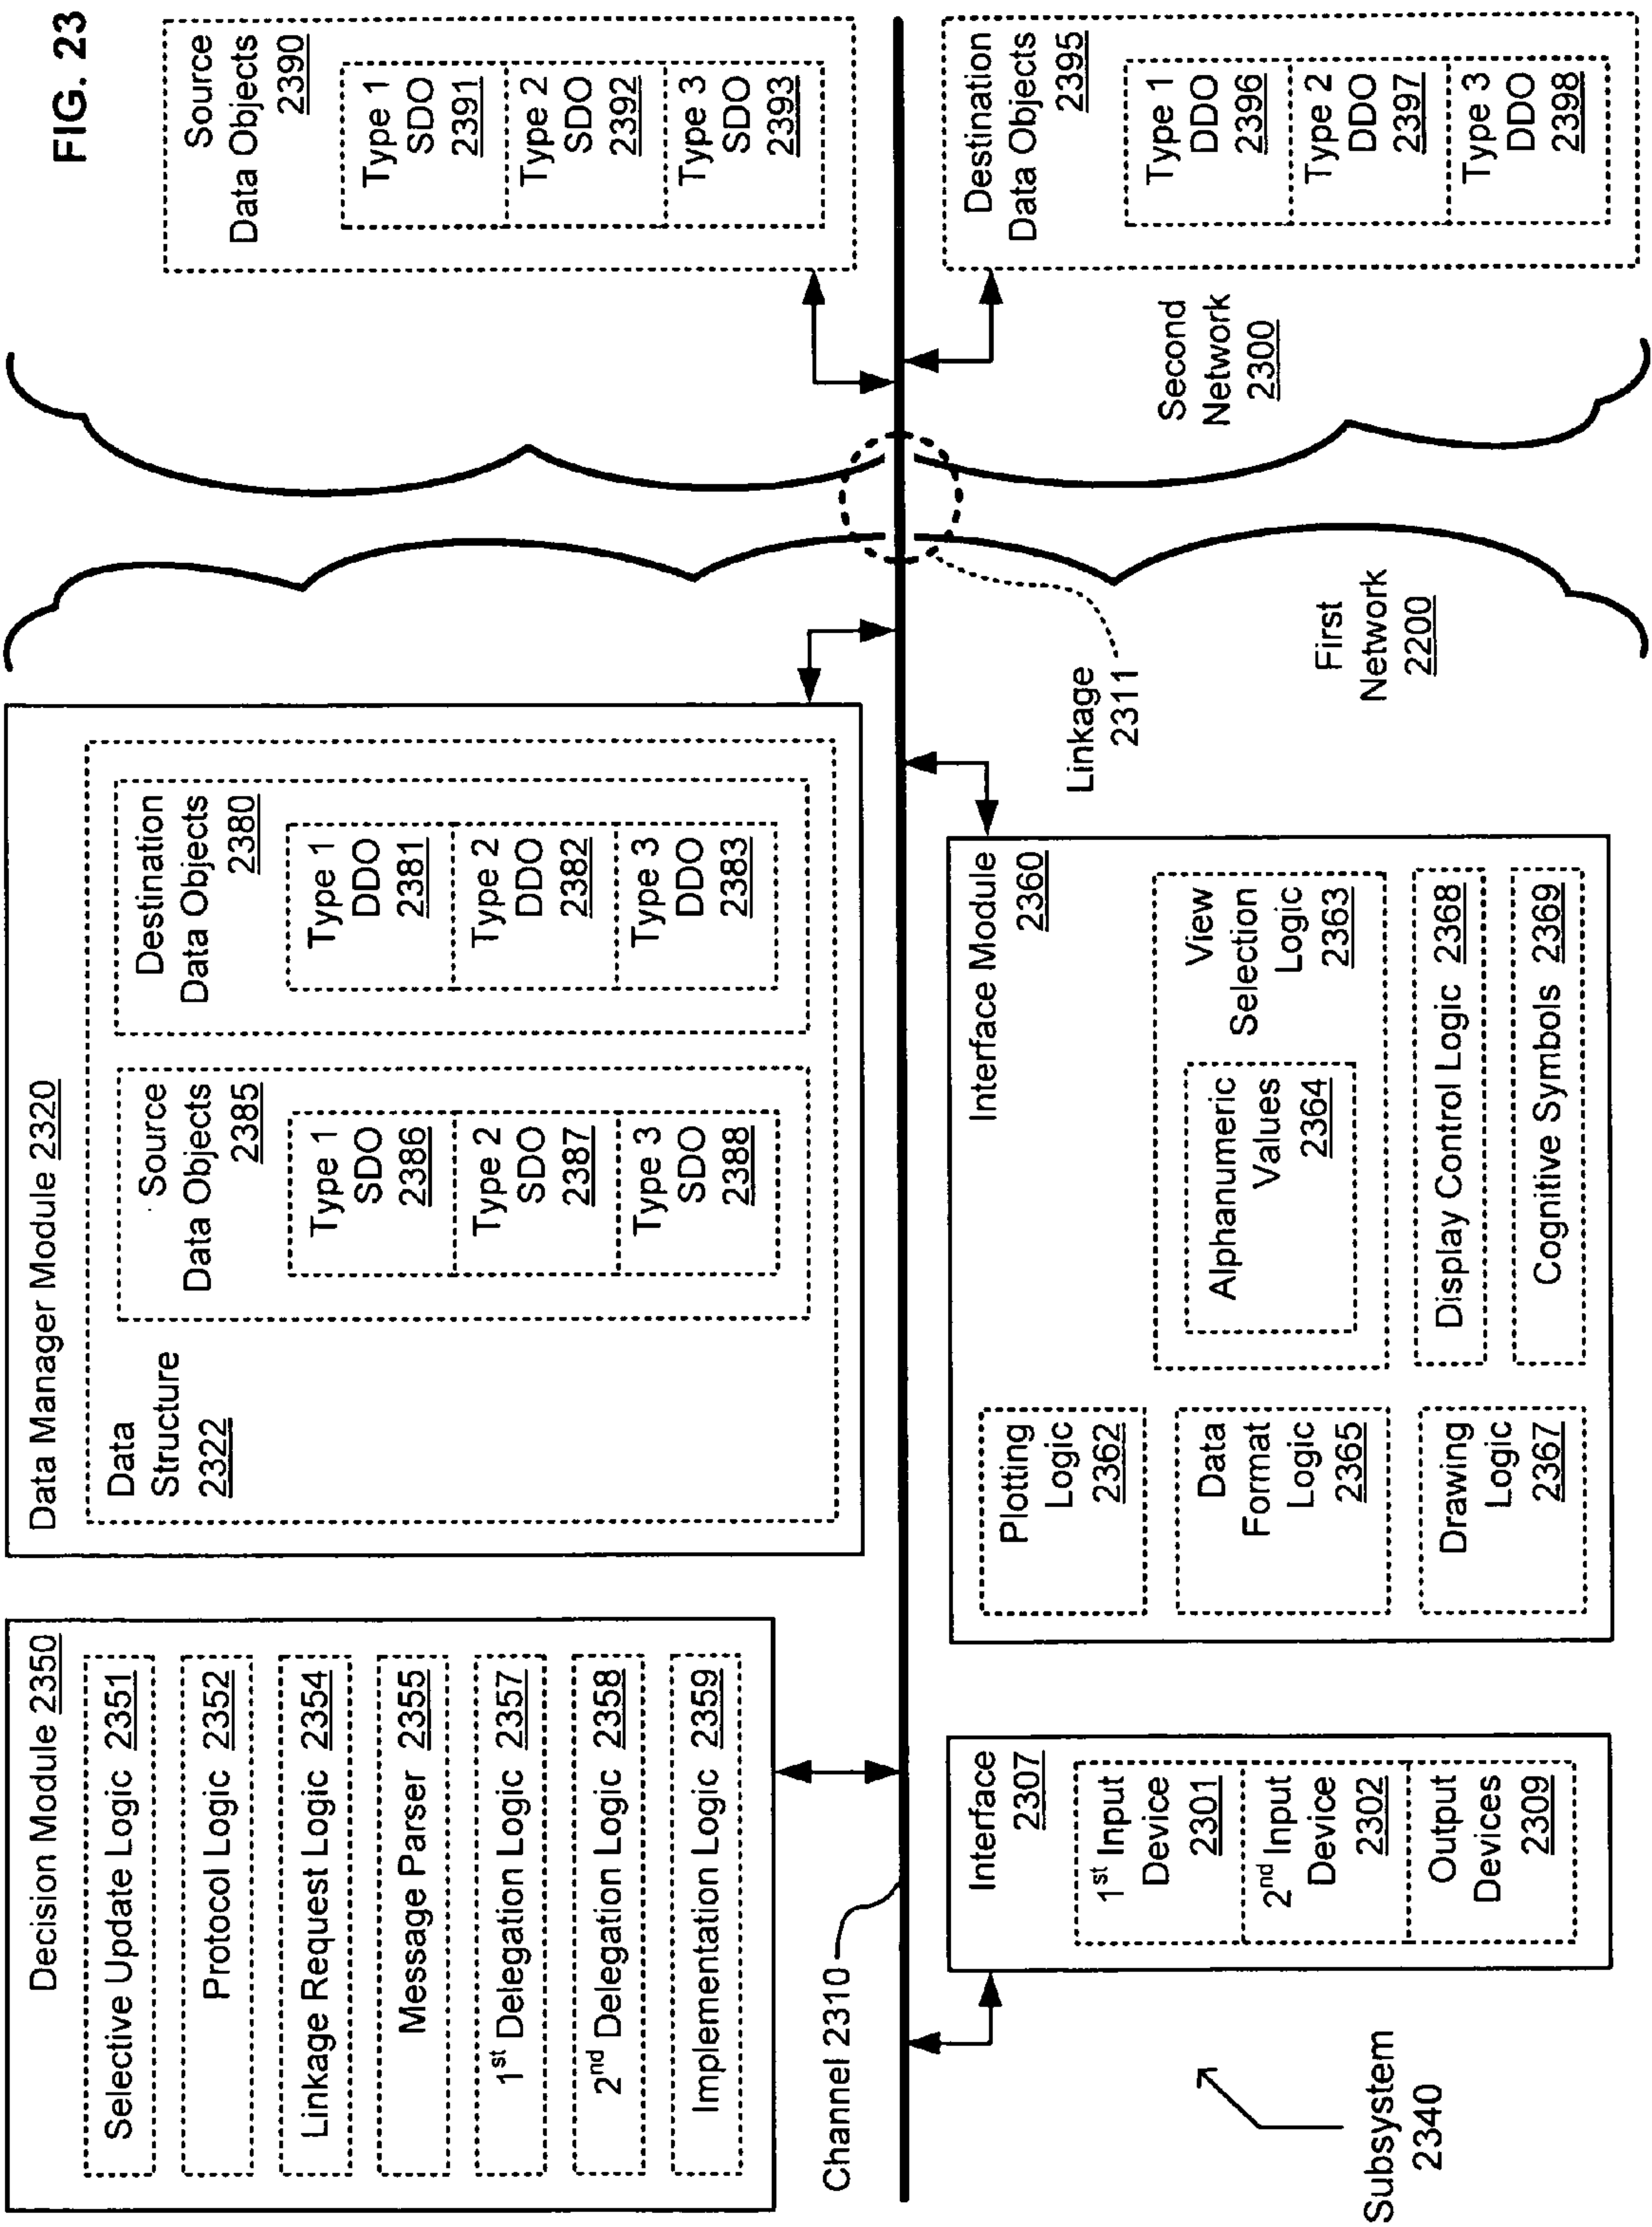 FIG. 23
Decision Module 2350
Selective Update Logic 2351
Protocol Logic 2352
Linkage Request Logic 2354
Message Parser 2355
1st Delegation Logic 2357
2nd Delegation Logic 2358
Implementation Logic 2359
Data Manager Module 2320
Data
Structure
2322
Source
Data Objects
2385
Type 1
SDO
2386
Type 2
SDO
2387
Type 3
SDO
2388
Destination
Data Objects
2380
Type 1
DDO
2381
Type 2
DDO
2382
Type 3
DDO
2383
Source
Data Objects
2390
Type 1
SDO
2391
Type 2
SDO
2392
Type 3
SDO
2393
Channel 2310
Interface
2307
1st Input
Device
2301
2nd Input
Device
2302
Output
Devices
2309
Subsystem
2340
Interface Module
2360
Plotting
Logic
2362
Data
Format
Logic
2365
Drawing
Logic
2367
View
Selection
Logic
2363
Alphanumeric
Values
2364
Display Control Logic 2368
Cognitive Symbols 2369
Linkage
2311
First
Network
2200
Second
Network
2300
Destination
Data Objects
2395
Type 1
DDO
2396
Type 2
DDO
2397
Type 3
DDO
2398